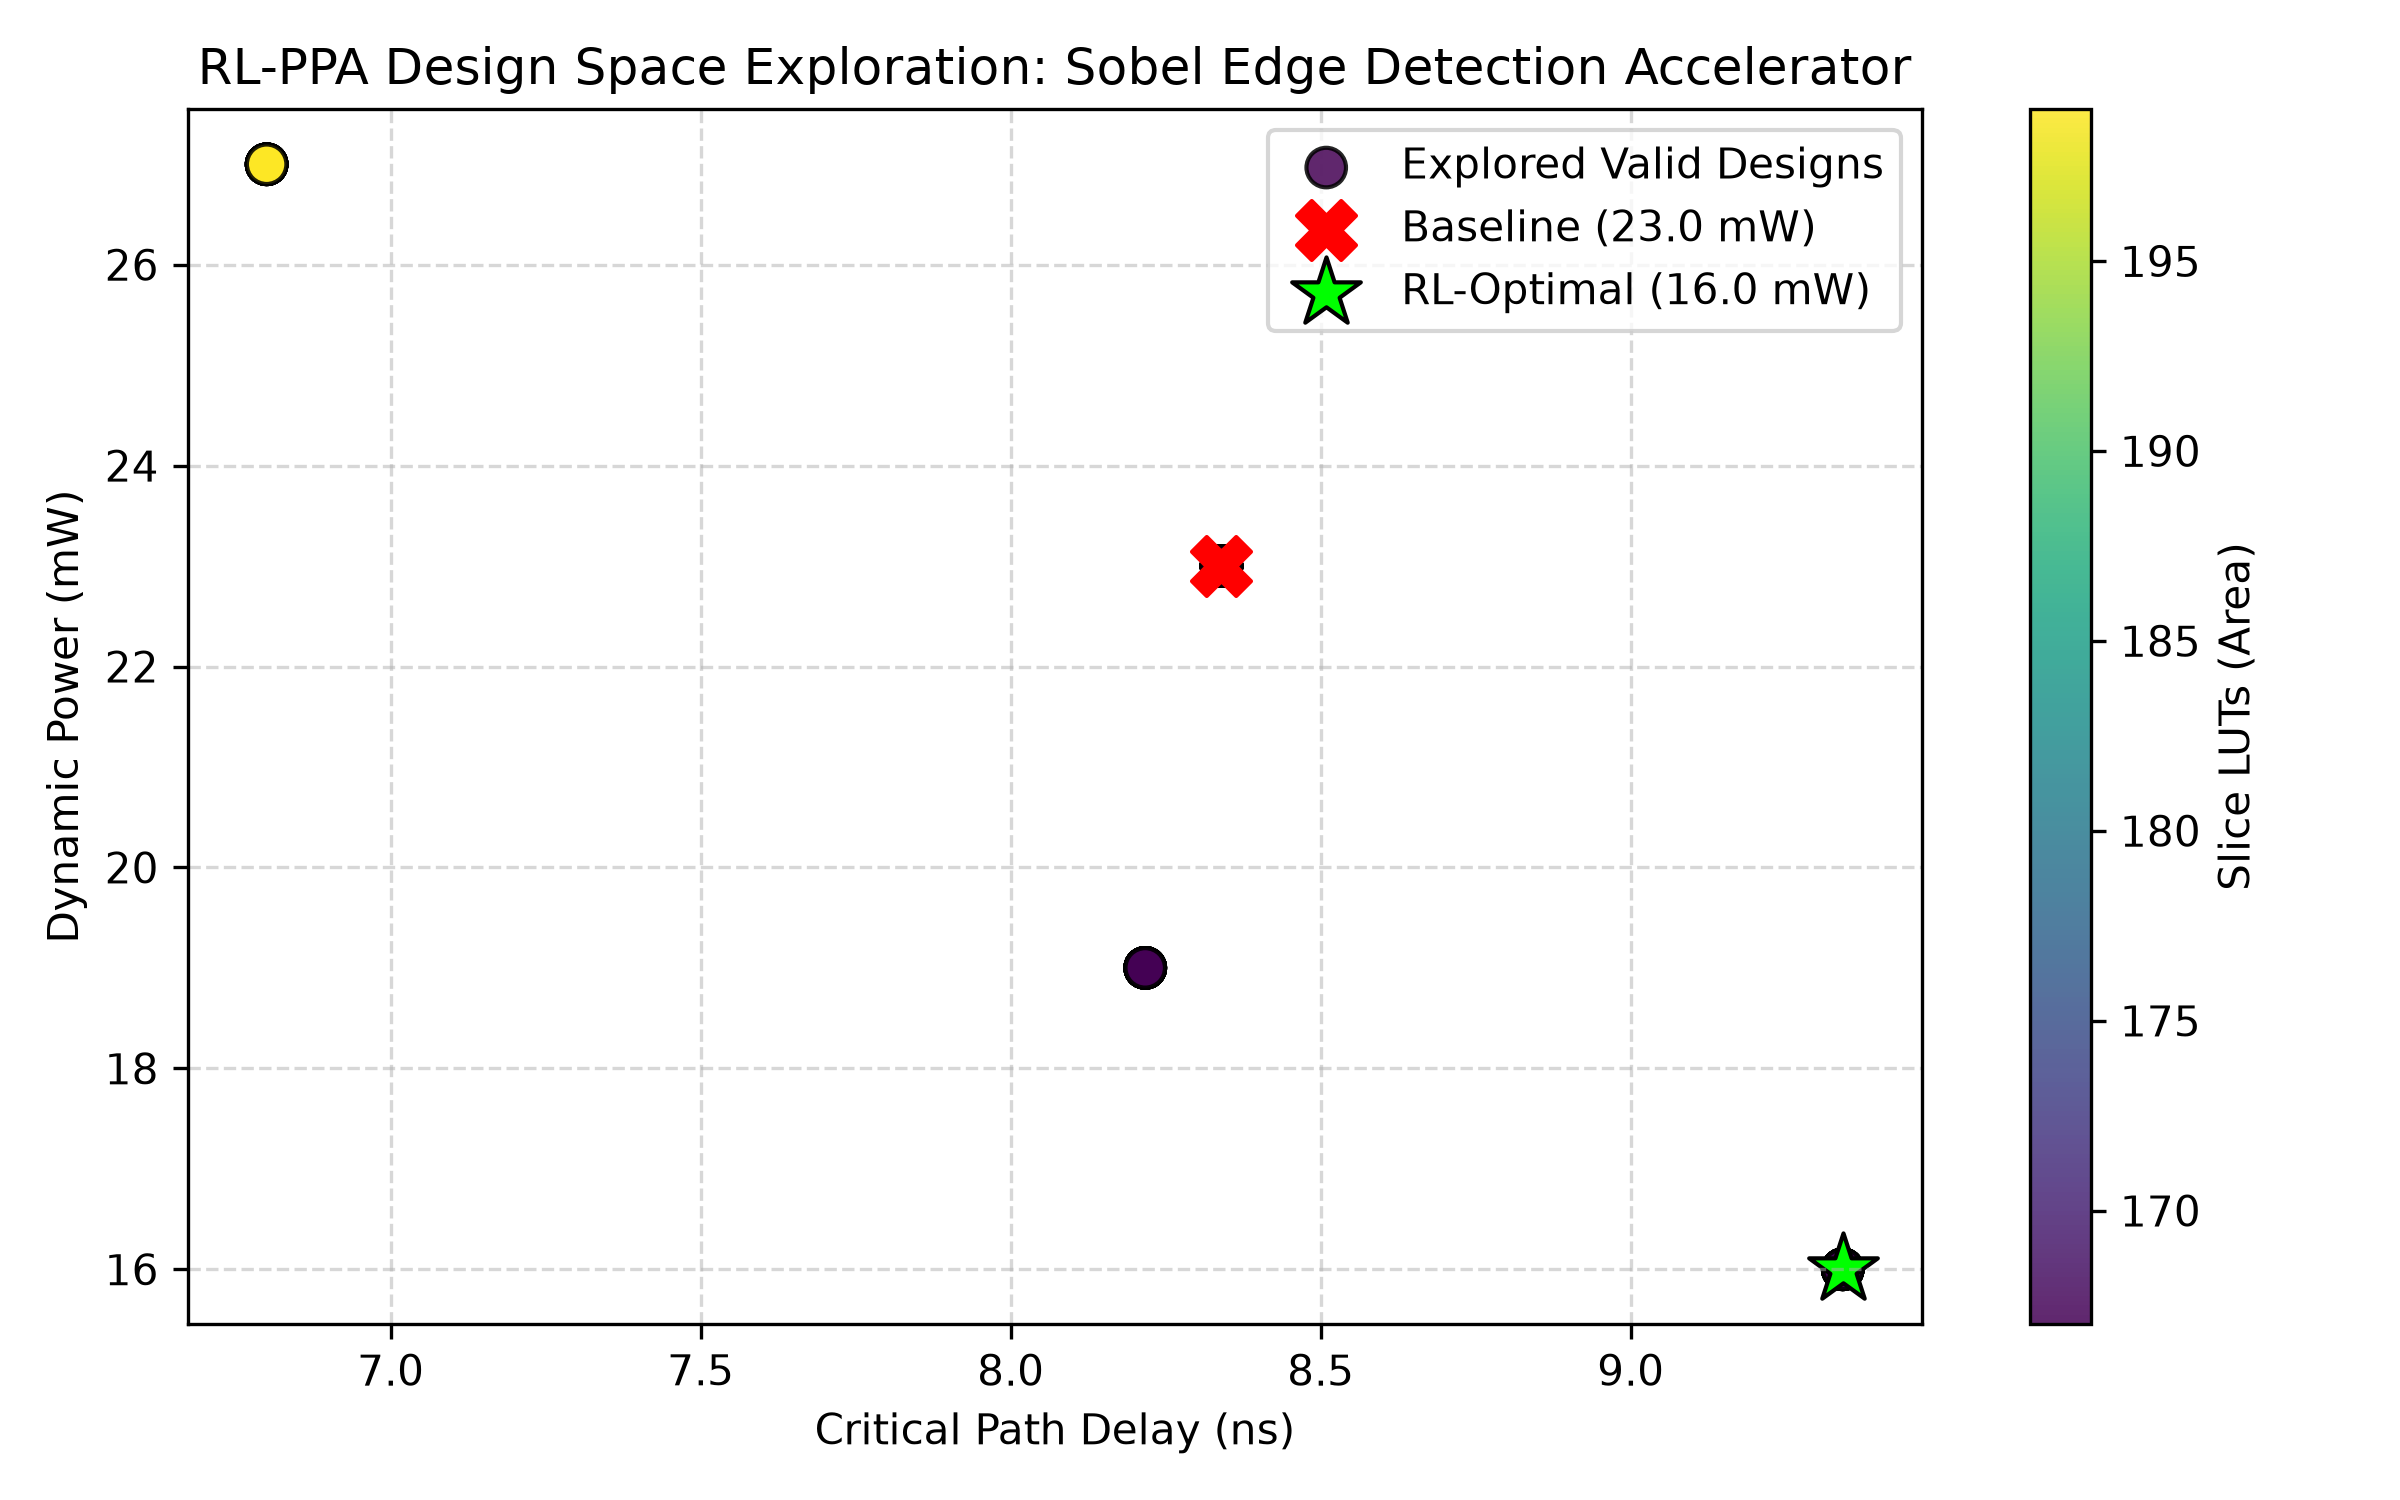 RL-PPA Design Space Exploration: Sobel Edge Detection Accelerator
Explored Valid Designs
Baseline (23.0 mW)
RL-Optimal (16.0 mW)
Dynamic Power (mW)
26
24
22
20
18
16
7.0
7.5
8.0
8.5
9.0
Critical Path Delay (ns)
195
190
185
180
175
170
Slice LUTs (Area)